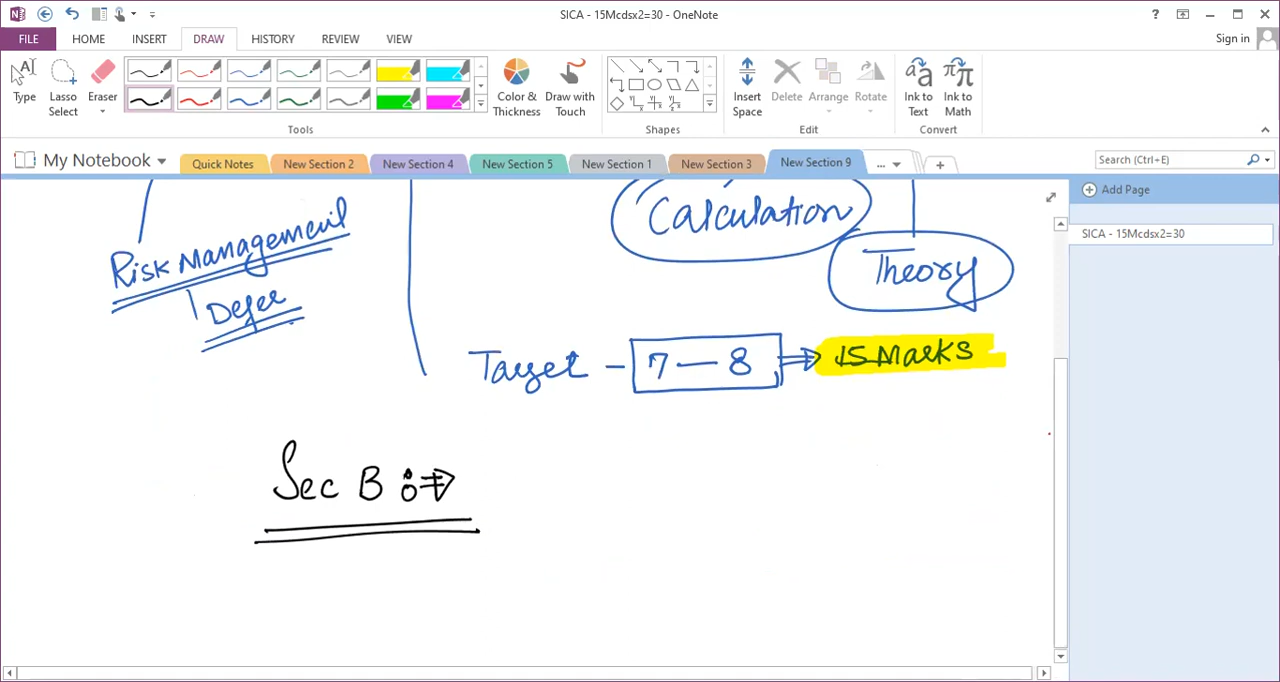 SICA - 15Mcdsx2=30 - OneNote
?
FILE
HOME
INSERT
DRAW
HISTORY
REVIEW
VIEW
Sign in
Type
Lasso
Select
Eraser
Color &
Thickness
Draw with
Touch
Insert
Space
Delete
Arrange
Rotate
Ink to
Text
Ink to
Math
Tools
Shapes
Edit
Convert
My Notebook
Quick Notes
New Section 2
New Section 4
New Section 5
New Section 1
New Section 3
New Section 9
...
Search (Ctrl+E)
Add Page
SICA - 15Mcdsx2=30
Calculation
Risk Management
Theory
Defer
Target - 7 — 8 ⇒ 15 Marks
Sec B :⇒